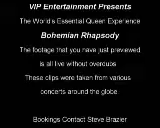 VIP Entertainment Presents
The World's Essential Queen Experience
Bohemian Rhapsody
The footage that you have just previewed
is all live without overdubs
These clips were taken from various
concerts around the globe
Bookings Contact Steve Brazier